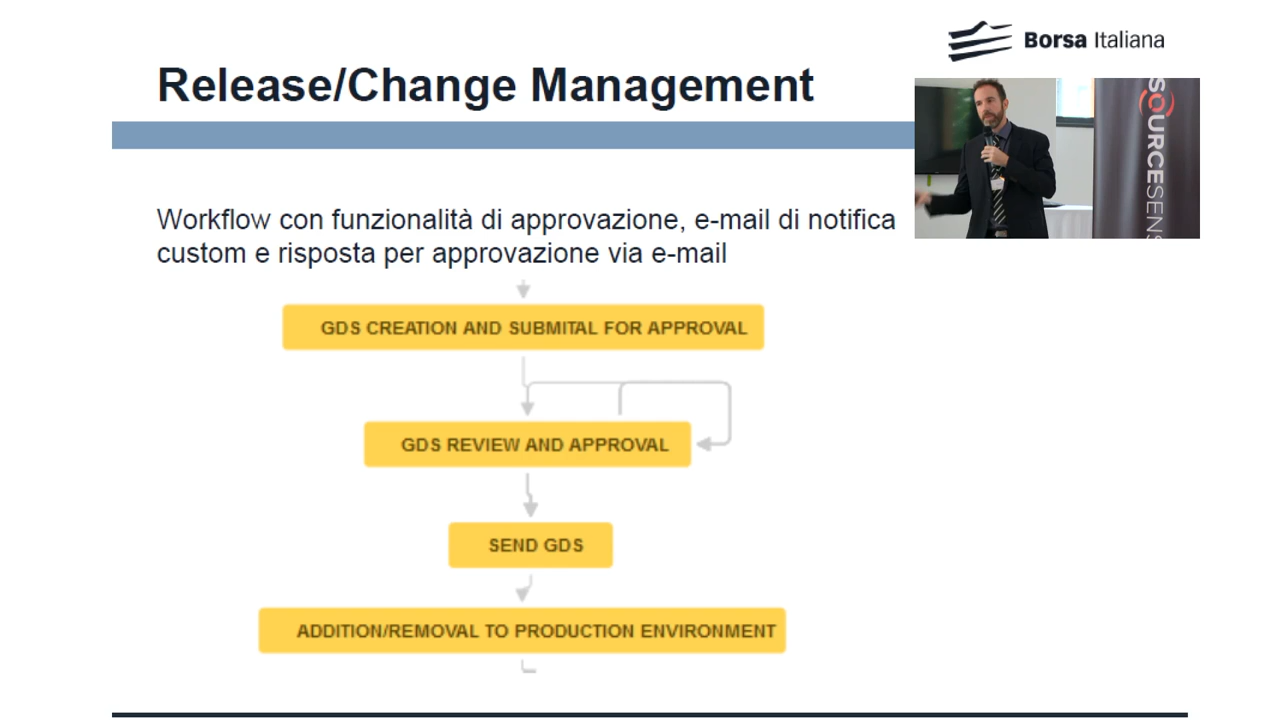 Borsa Italiana
Release/Change Management
SOURCESENS
Workflow con funzionalità di approvazione, e-mail di notifica
custom e risposta per approvazione via e-mail
GDS CREATION AND SUBMITAL FOR APPROVAL
GDS REVIEW AND APPROVAL
SEND GDS
ADDITION/REMOVAL TO PRODUCTION ENVIRONMENT